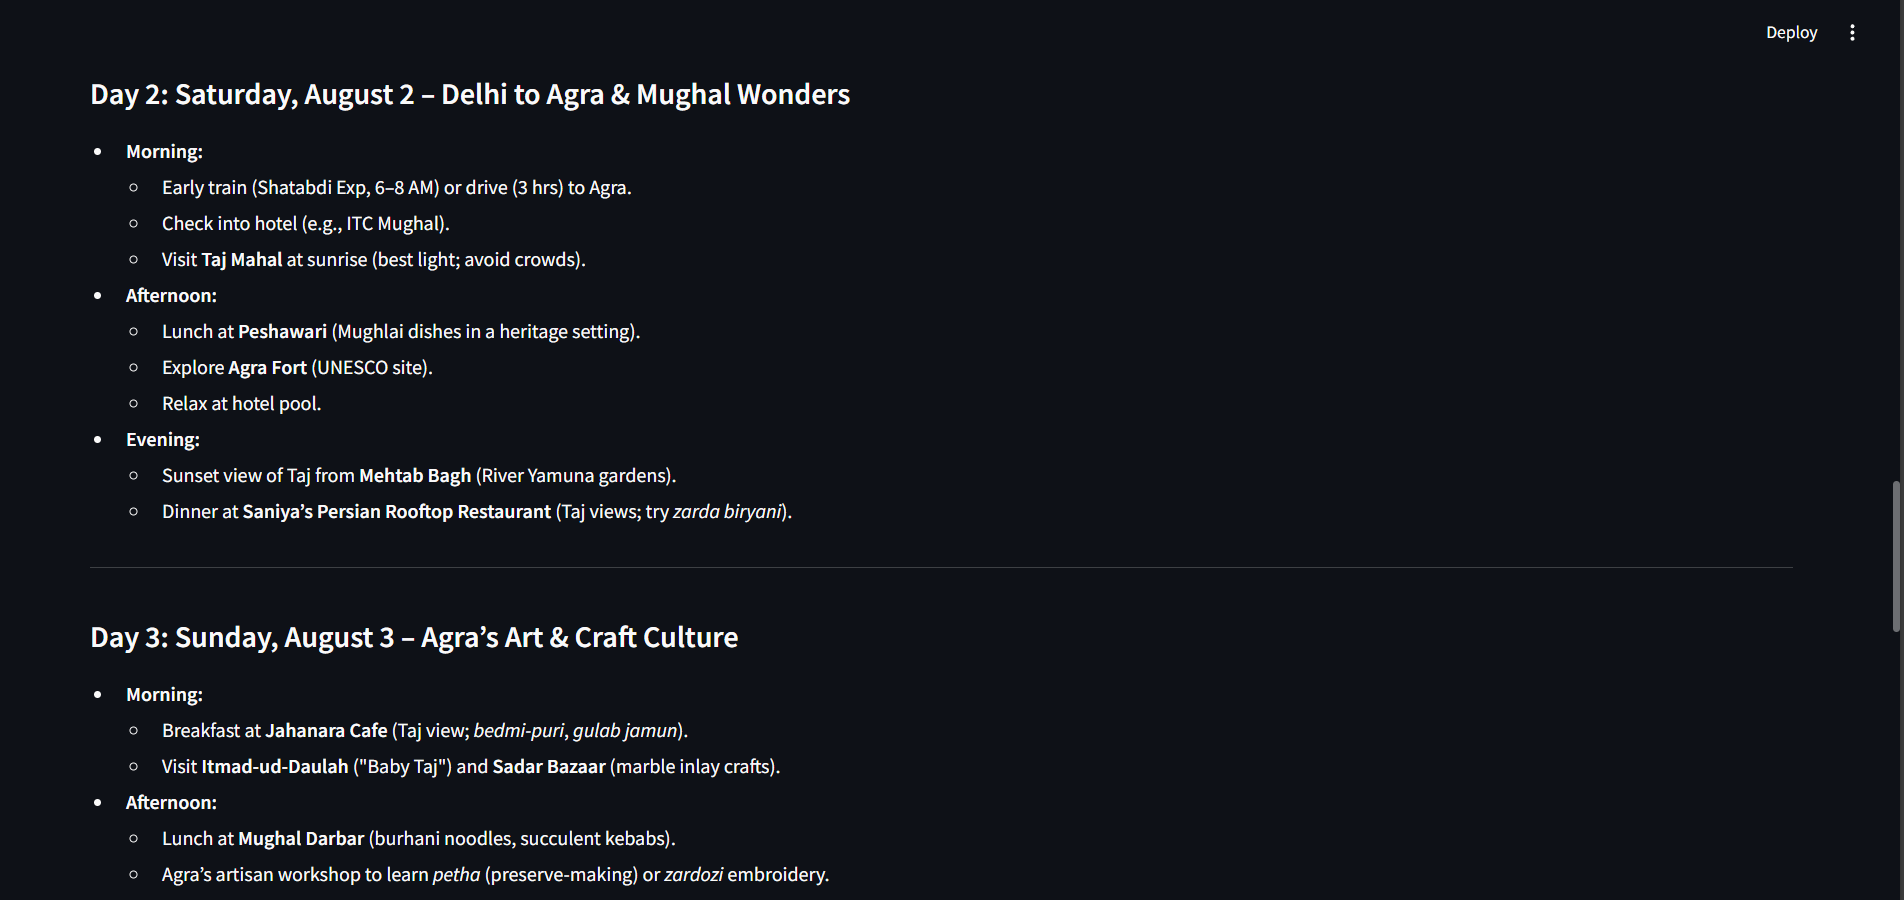 Deploy
Day 2: Saturday, August 2 – Delhi to Agra & Mughal Wonders
Morning:
Early train (Shatabdi Exp, 6–8 AM) or drive (3 hrs) to Agra.
Check into hotel (e.g., ITC Mughal).
Visit Taj Mahal at sunrise (best light; avoid crowds).
Afternoon:
Lunch at Peshawari (Mughlai dishes in a heritage setting).
Explore Agra Fort (UNESCO site).
Relax at hotel pool.
Evening:
Sunset view of Taj from Mehtab Bagh (River Yamuna gardens).
Dinner at Saniya’s Persian Rooftop Restaurant (Taj views; try zarda biryani).
Day 3: Sunday, August 3 – Agra’s Art & Craft Culture
Morning:
Breakfast at Jahanara Cafe (Taj view; bedmi-puri, gulab jamun).
Visit Itmad-ud-Daulah ("Baby Taj") and Sadar Bazaar (marble inlay crafts).
Afternoon:
Lunch at Mughal Darbar (burhani noodles, succulent kebabs).
Agra’s artisan workshop to learn petha (preserve-making) or zardozi embroidery.